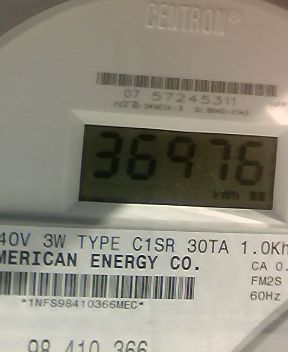 CENTRON®
07 57245311
36976
kWh
40V 3W TYPE C1SR 30TA 1.0Kh
MERICAN ENERGY CO.
CA 0.
FM2S
60Hz
*1NFS98410366MEC*
98 410 366